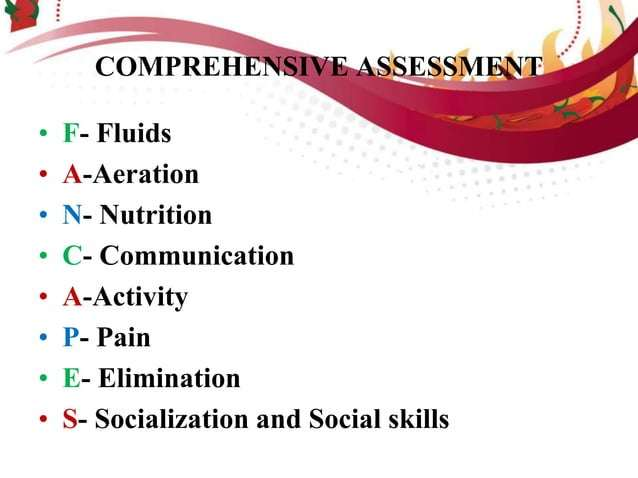 COMPREHENSIVE ASSESSMENT
• F- Fluids
• A-Aeration
• N- Nutrition
• C- Communication
• A-Activity
• P- Pain
• E- Elimination
• S- Socialization and Social skills